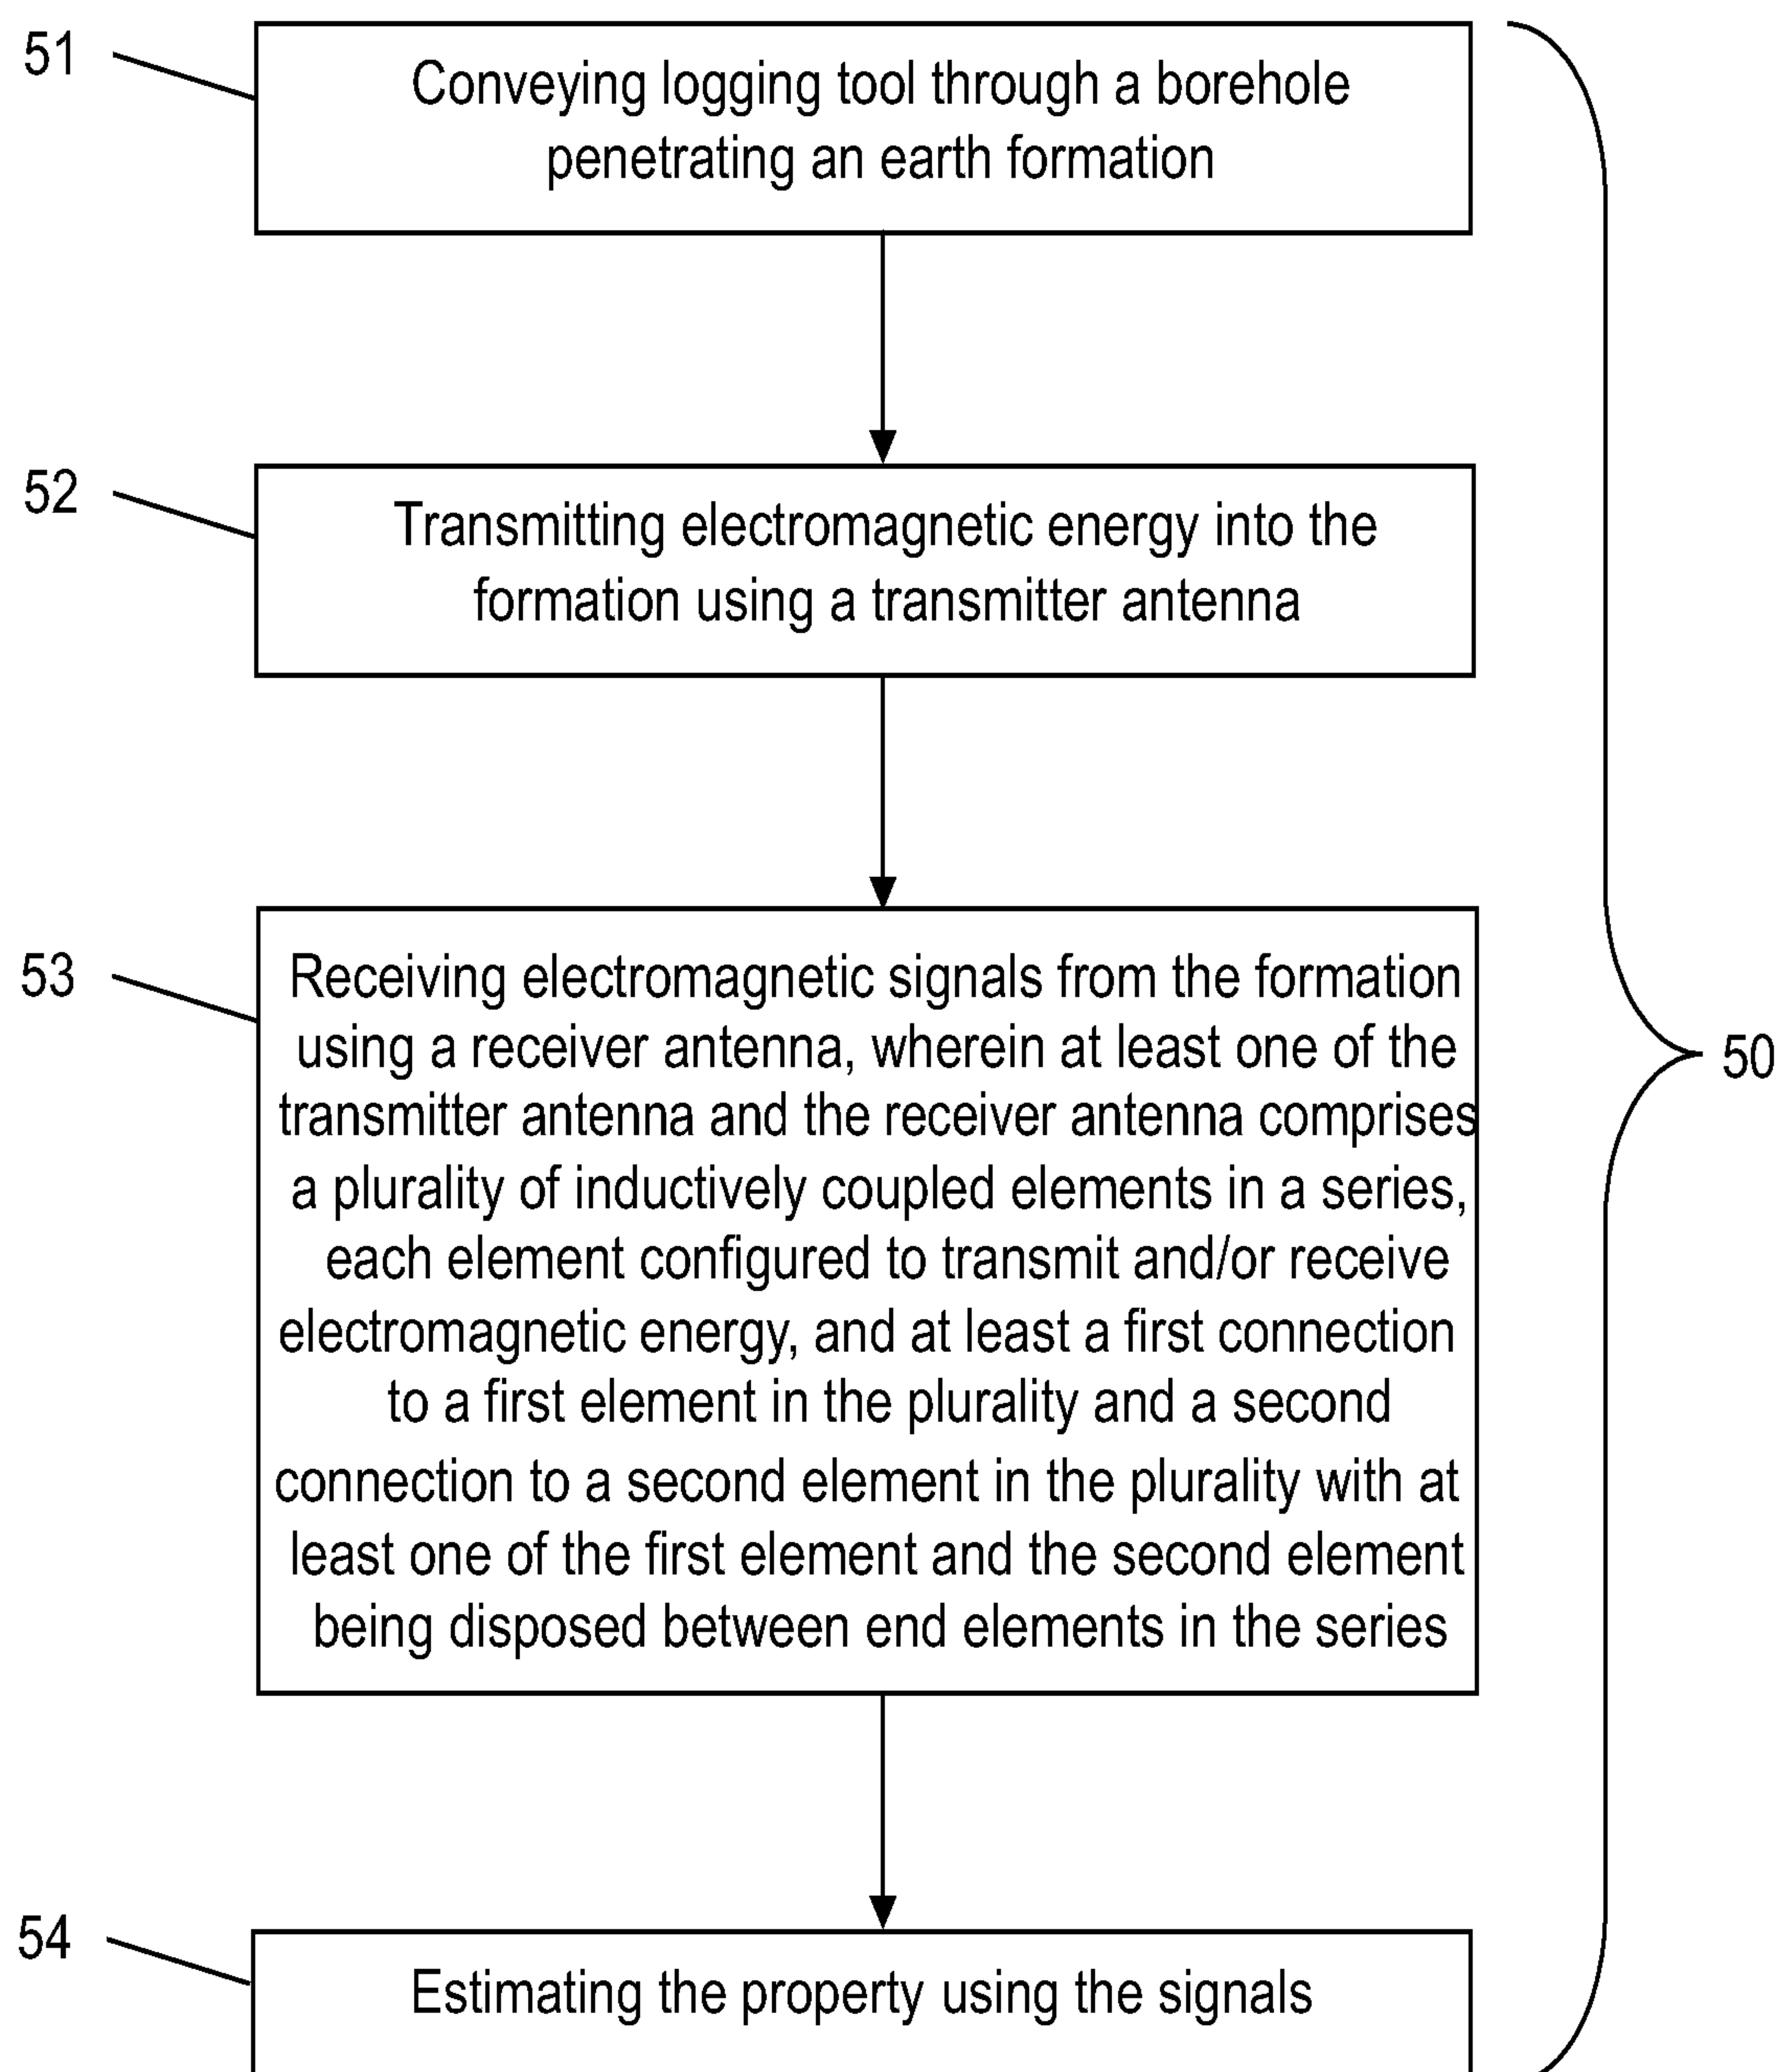 51
Conveying logging tool through a borehole
penetrating an earth formation
52
Transmitting electromagnetic energy into the
formation using a transmitter antenna
53
Receiving electromagnetic signals from the formation
using a receiver antenna, wherein at least one of the
transmitter antenna and the receiver antenna comprises
a plurality of inductively coupled elements in a series,
each element configured to transmit and/or receive
electromagnetic energy, and at least a first connection
to a first element in the plurality and a second
connection to a second element in the plurality with at
least one of the first element and the second element
being disposed between end elements in the series
50
54
Estimating the property using the signals